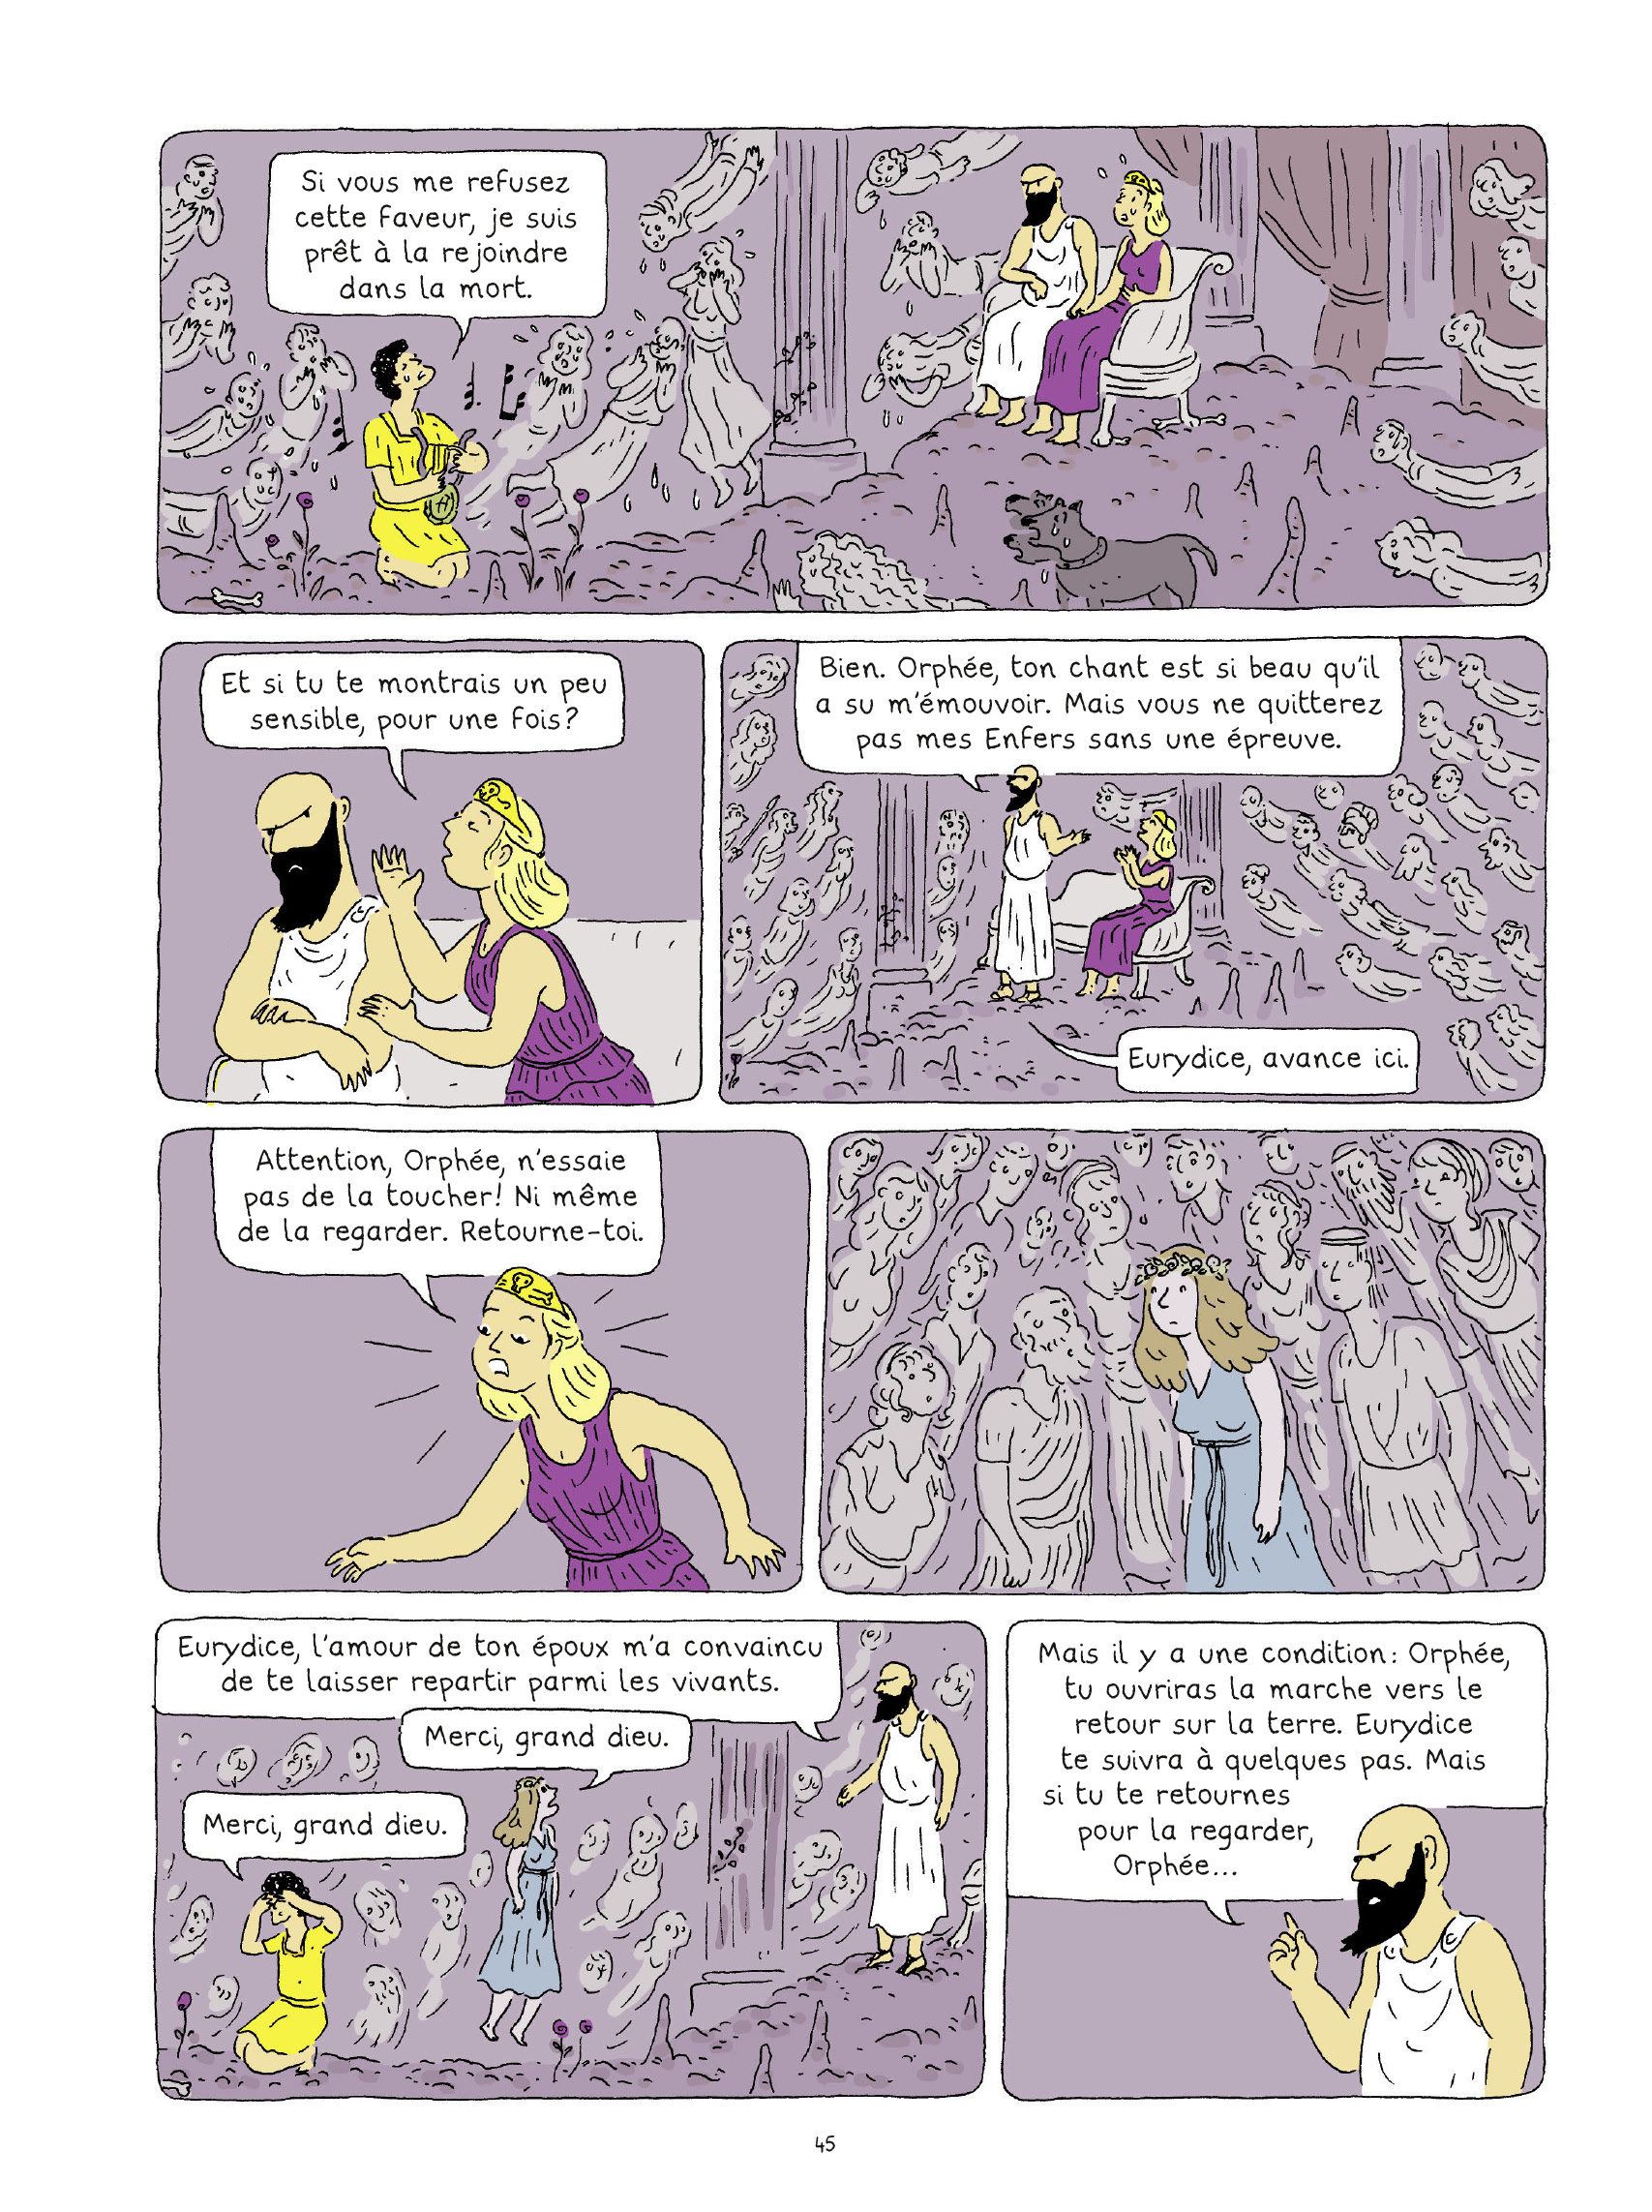 Si vous me refusez
cette faveur, je suis
prêt à la rejoindre
dans la mort.
Et si tu te montrais un peu
sensible, pour une fois?
Bien. Orphée, ton chant est si beau qu'il
a su m'émouvoir. Mais vous ne quitterez
pas mes Enfers sans une épreuve.
Eurydice, avance ici.
Attention, Orphée, n'essaie
pas de la toucher! Ni même
de la regarder. Retourne-toi.
Eurydice, l'amour de ton époux m'a convaincu
de te laisser repartir parmi les vivants.
Merci, grand dieu.
Merci, grand dieu.
Mais il y a une condition: Orphée,
tu ouvriras la marche vers le
retour sur la terre. Eurydice
te suivra à quelques pas. Mais
si tu te retournes
pour la regarder,
Orphée...
45